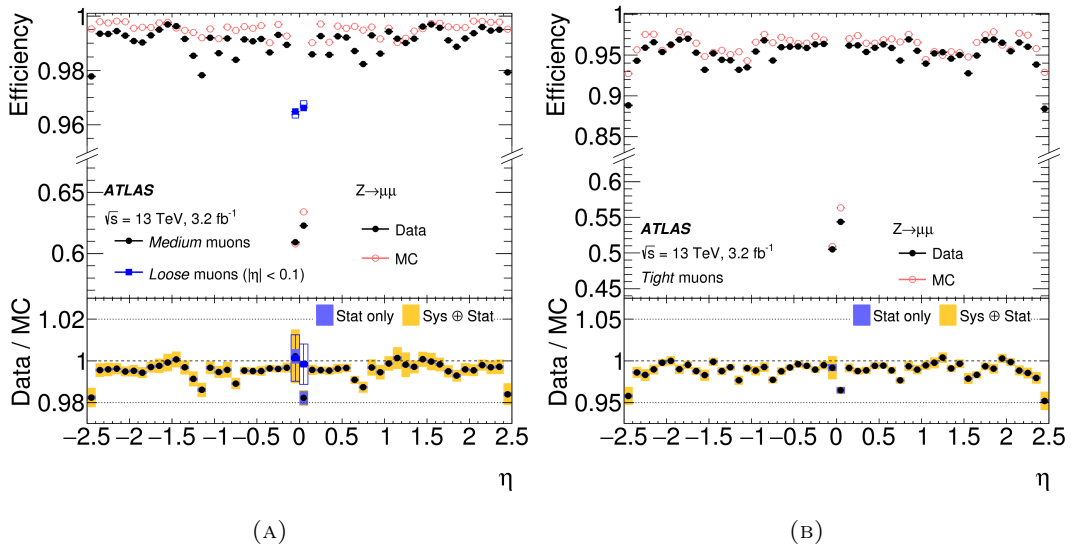 Efficiency
1
0.98
0.96
0.65
0.6
ATLAS
√s = 13 TeV, 3.2 fb⁻¹
Medium muons
Loose muons (|η| < 0.1)
Z→μμ
Data
MC
Data / MC
1.02
1
0.98
Stat only
Sys ⊕ Stat
−2.5 −2 −1.5 −1 −0.5 0 0.5 1 1.5 2 2.5
η
(A)
Efficiency
1
0.95
0.9
0.85
0.6
0.55
0.5
0.45
ATLAS
√s = 13 TeV, 3.2 fb⁻¹
Tight muons
Z→μμ
Data
MC
Data / MC
1.05
1
0.95
Stat only
Sys ⊕ Stat
−2.5 −2 −1.5 −1 −0.5 0 0.5 1 1.5 2 2.5
η
(B)